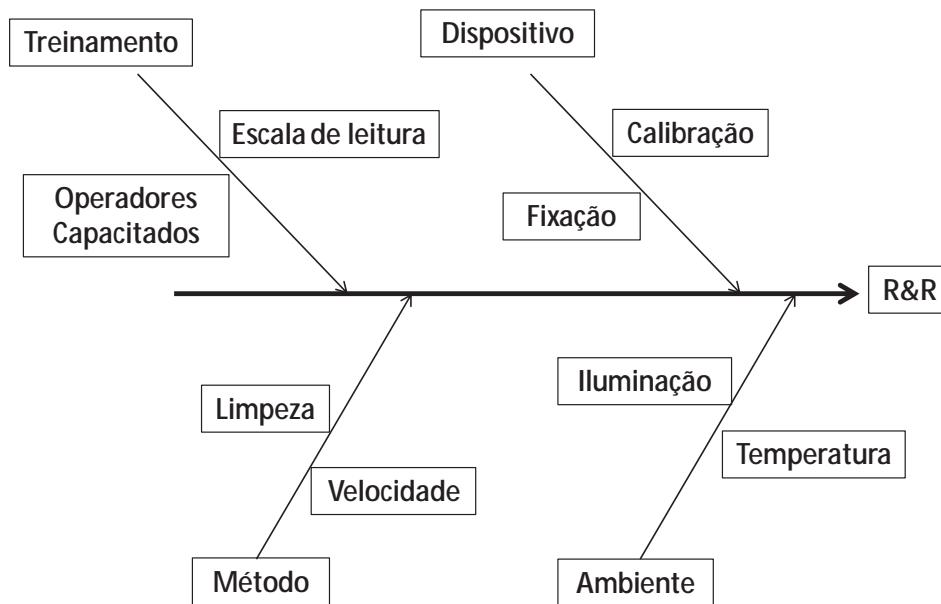 Treinamento
Dispositivo
Escala de leitura
Calibração
Operadores
Capacitados
Fixação
R&R
Iluminação
Limpeza
Temperatura
Velocidade
Método
Ambiente